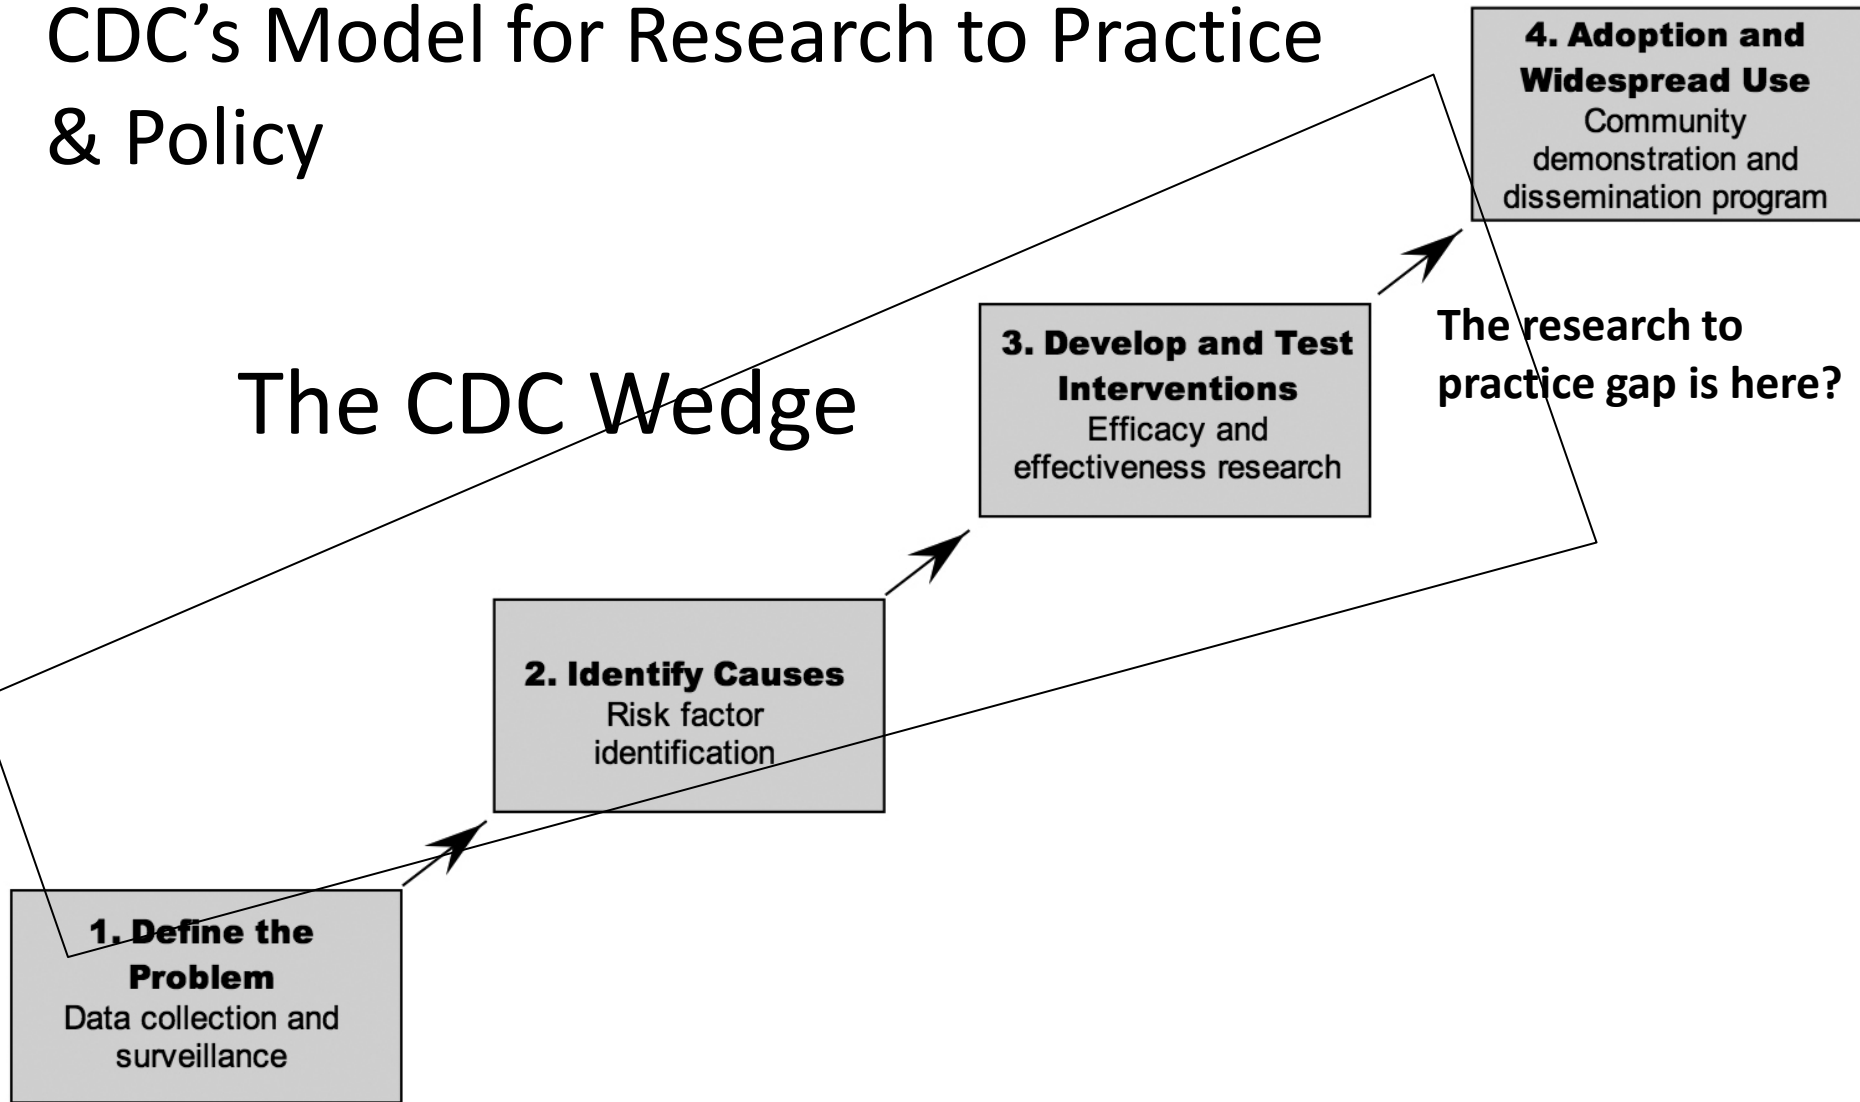 CDC’s Model for Research to Practice
& Policy
The CDC Wedge
4. Adoption and
Widespread Use
Community
demonstration and
dissemination program
The research to
practice gap is here?
3. Develop and Test
Interventions
Efficacy and
effectiveness research
2. Identify Causes
Risk factor
identification
1. Define the
Problem
Data collection and
surveillance